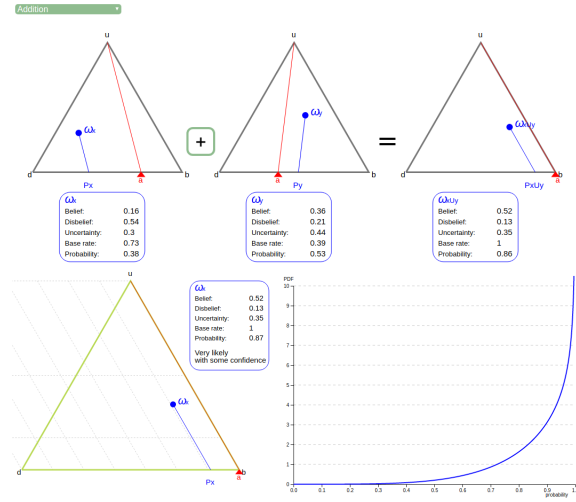 Addition
u
ωx
d
b
a
Px
+
u
ωy
d
b
a
Py
=
u
ωxUy
d
b
a
PxUy
ωx
Belief: 0.16
Disbelief: 0.54
Uncertainty: 0.3
Base rate: 0.73
Probability: 0.38
ωy
Belief: 0.36
Disbelief: 0.21
Uncertainty: 0.44
Base rate: 0.39
Probability: 0.53
ωxUy
Belief: 0.52
Disbelief: 0.13
Uncertainty: 0.35
Base rate: 1
Probability: 0.86
u
ωx
d
b
a
Px
ωx
Belief: 0.52
Disbelief: 0.13
Uncertainty: 0.35
Base rate: 1
Probability: 0.87
Very likely
with some confidence
PDF
10
9
8
7
6
5
4
3
2
1
0
0.0 0.1 0.2 0.3 0.4 0.5 0.6 0.7 0.8 0.9 1.
probability